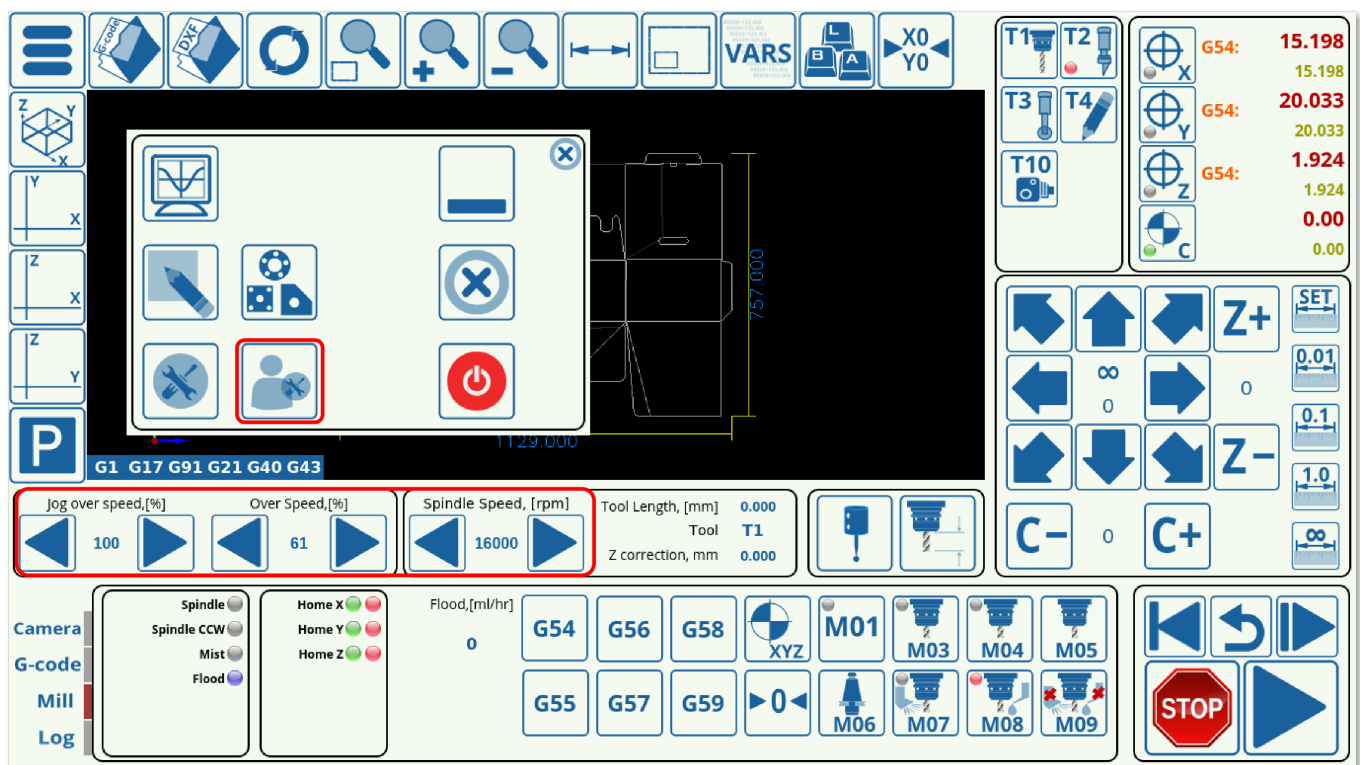 G-code
DXF
VARS
L
B A
X0
Y0
Z Y
X
Y
X
Z
X
Z
Y
P
757.000
1129.000
G1 G17 G91 G21 G40 G43
T1 T2
T3 T4
T10
X G54: 15.198
15.198
Y G54: 20.033
20.033
Z G54: 1.924
1.924
0.00
C 0.00
Z+
SET
0.01
∞
0
0
0.1
Z−
1.0
C− 0 C+
∞
Jog over speed,[%] Over Speed,[%] Spindle Speed, [rpm]
100 61 16000
Tool Length, [mm] 0.000
Tool T1
Z correction, mm 0.000
Camera
G-code
Mill
Log
Spindle
Spindle CCW
Mist
Flood
Home X
Home Y
Home Z
Flood,[ml/hr]
0
G54 G56 G58 XYZ M01 M03 M04 M05
G55 G57 G59 0 M06 M07 M08 M09
STOP